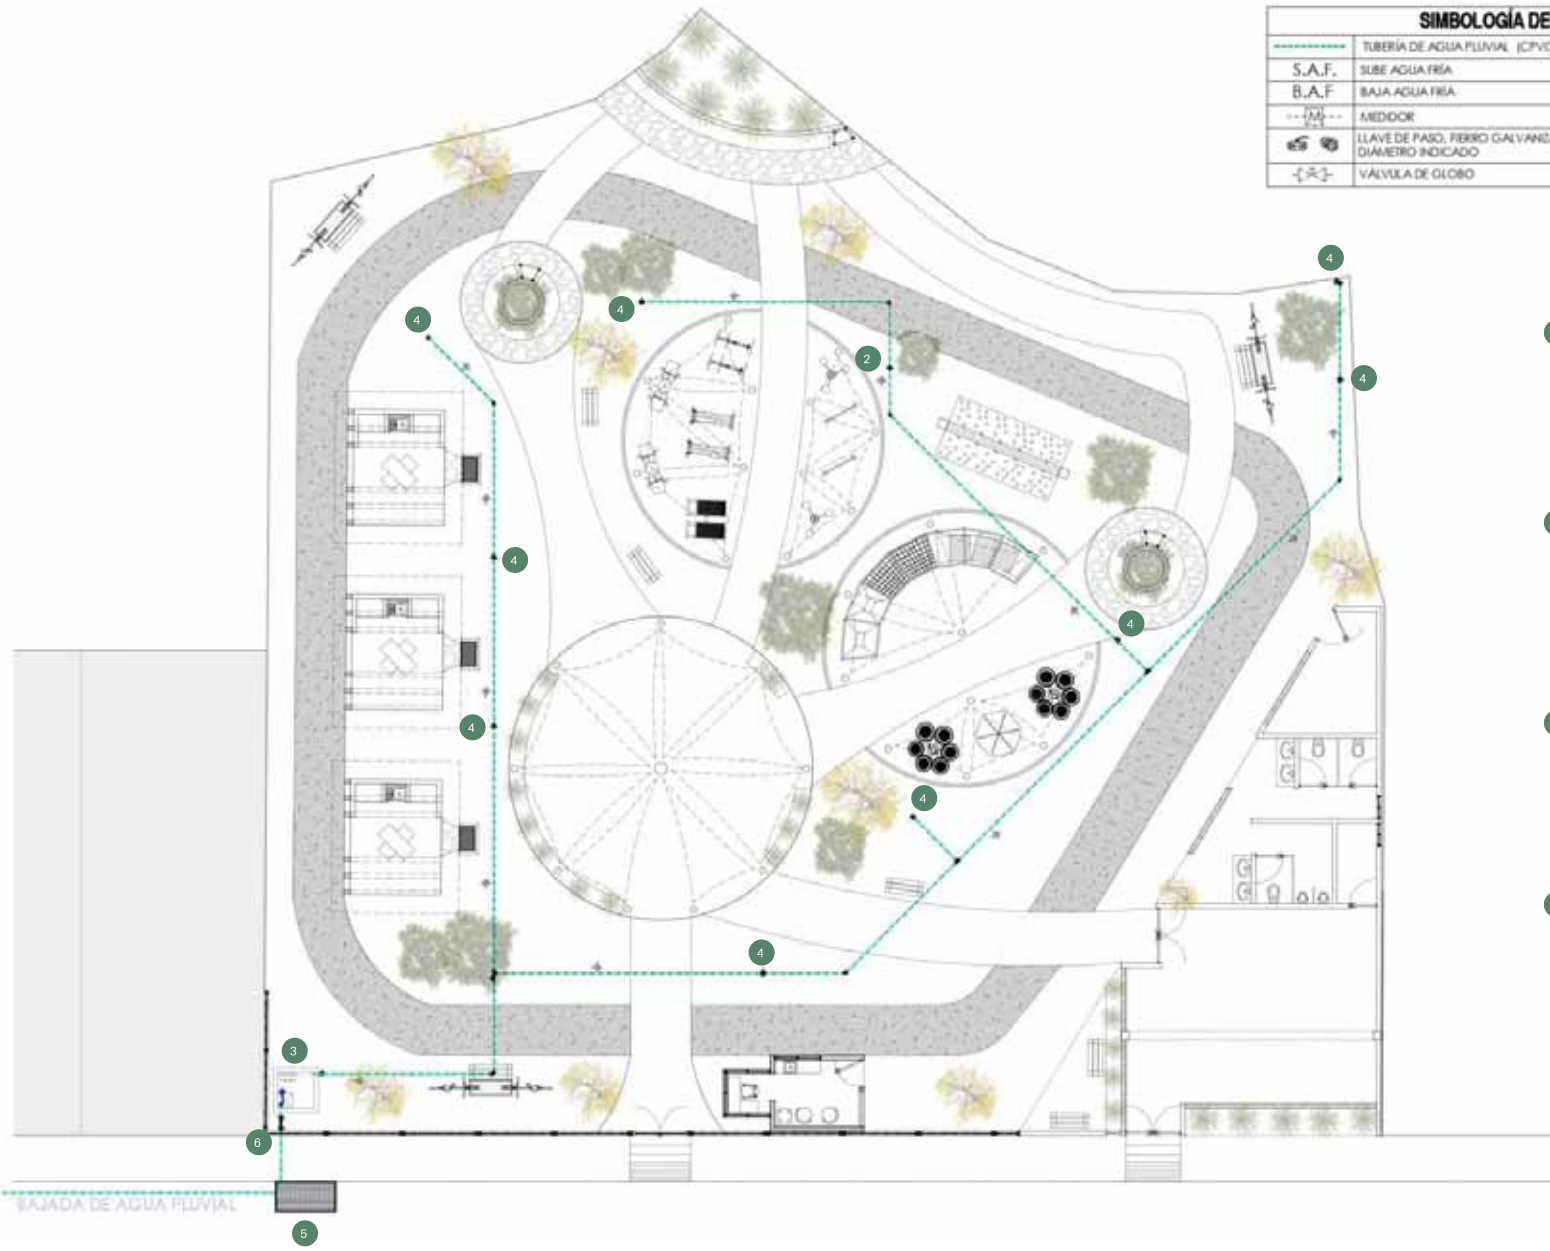 SIMBOLOGÍA DE
TUBERÍA DE AGUA PLUVIAL (CPVC
S.A.F. SUBE AGUA FRÍA
B.A.F BAJA AGUA FRÍA
M MEDIDOR
LLAVE DE PASO, FIERRO GALVANIZ
DIÁMETRO INDICADO
VÁLVULA DE GLOBO
4
4
4
2
4
4
4
4
4
4
3
6
BAJADA DE AGUA PLUVIAL
5